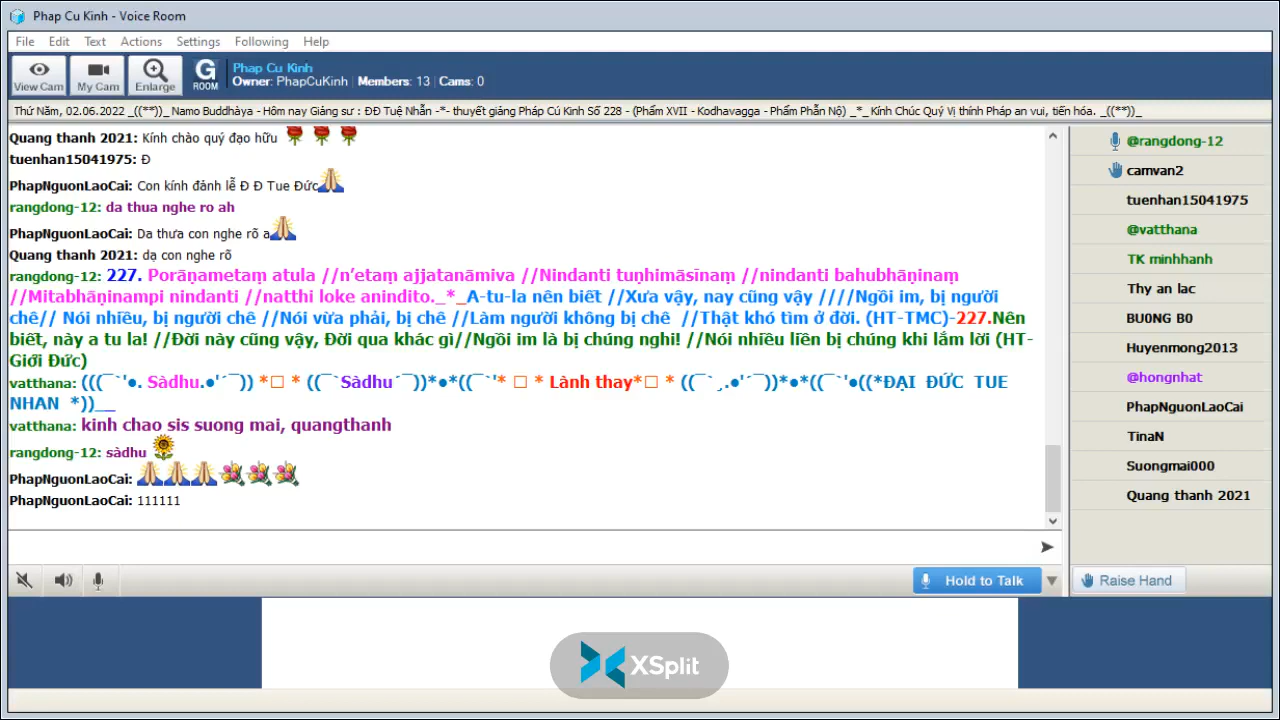 Phap Cu Kinh - Voice Room
File Edit Text Actions Settings Following Help
View Cam My Cam Enlarge G ROOM
Phap Cu Kinh
Owner: PhapCuKinh | Members: 13 | Cams: 0
Thứ Năm, 02.06.2022 _((**))_ Namo Buddhàya - Hôm nay Giảng sư : ĐĐ Tuệ Nhẫn -*- thuyết giảng Pháp Cú Kinh Số 228 - (Phẩm XVII - Kodhavagga - Phẩm Phẫn Nộ) _*_ Kính Chúc Quý Vị thính Pháp an vui, tiến hóa. _((**))_
Quang thanh 2021: Kính chào quý đạo hữu
tuenhan15041975: Đ
PhapNguonLaoCai: Con kính đảnh lễ Đ Đ Tue Đức
rangdong-12: da thua nghe ro ah
PhapNguonLaoCai: Da thưa con nghe rõ a
Quang thanh 2021: dạ con nghe rõ
rangdong-12: 227. Porāṇametaṃ atula //n’etaṃ ajjatanāmiva //Nindanti tuṇhimāsīnaṃ //nindanti bahubhāṇinaṃ
//Mitabhāṇinampi nindanti //natthi loke anindito._*_A-tu-la nên biết //Xưa vậy, nay cũng vậy ////Ngồi im, bị người
chê// Nói nhiều, bị người chê //Nói vừa phải, bị chê //Làm người không bị chê //Thật khó tìm ở đời. (HT-TMC)-227.Nên
biết, này a tu la! //Đời này cũng vậy, Đời qua khác gì//Ngồi im là bị chúng nghi! //Nói nhiều liền bị chúng khi lắm lời (HT-
Giới Đức)
vatthana: (((¯`'●. Sàdhu.●'´¯)) *□ * ((¯`Sàdhu´¯))*●*((¯`'* □ * Lành thay*□ * ((¯`¸.●'´¯))*●*((¯`'●((*ĐẠI ĐỨC TUE
NHAN *))__
vatthana: kinh chao sis suong mai, quangthanh
rangdong-12: sàdhu
PhapNguonLaoCai:
PhapNguonLaoCai: 111111
@rangdong-12
camvan2
tuenhan15041975
@vatthana
TK minhhanh
Thy an lac
BU0NG B0
Huyenmong2013
@hongnhat
PhapNguonLaoCai
TinaN
Suongmai000
Quang thanh 2021
Hold to Talk
Raise Hand
XSplit